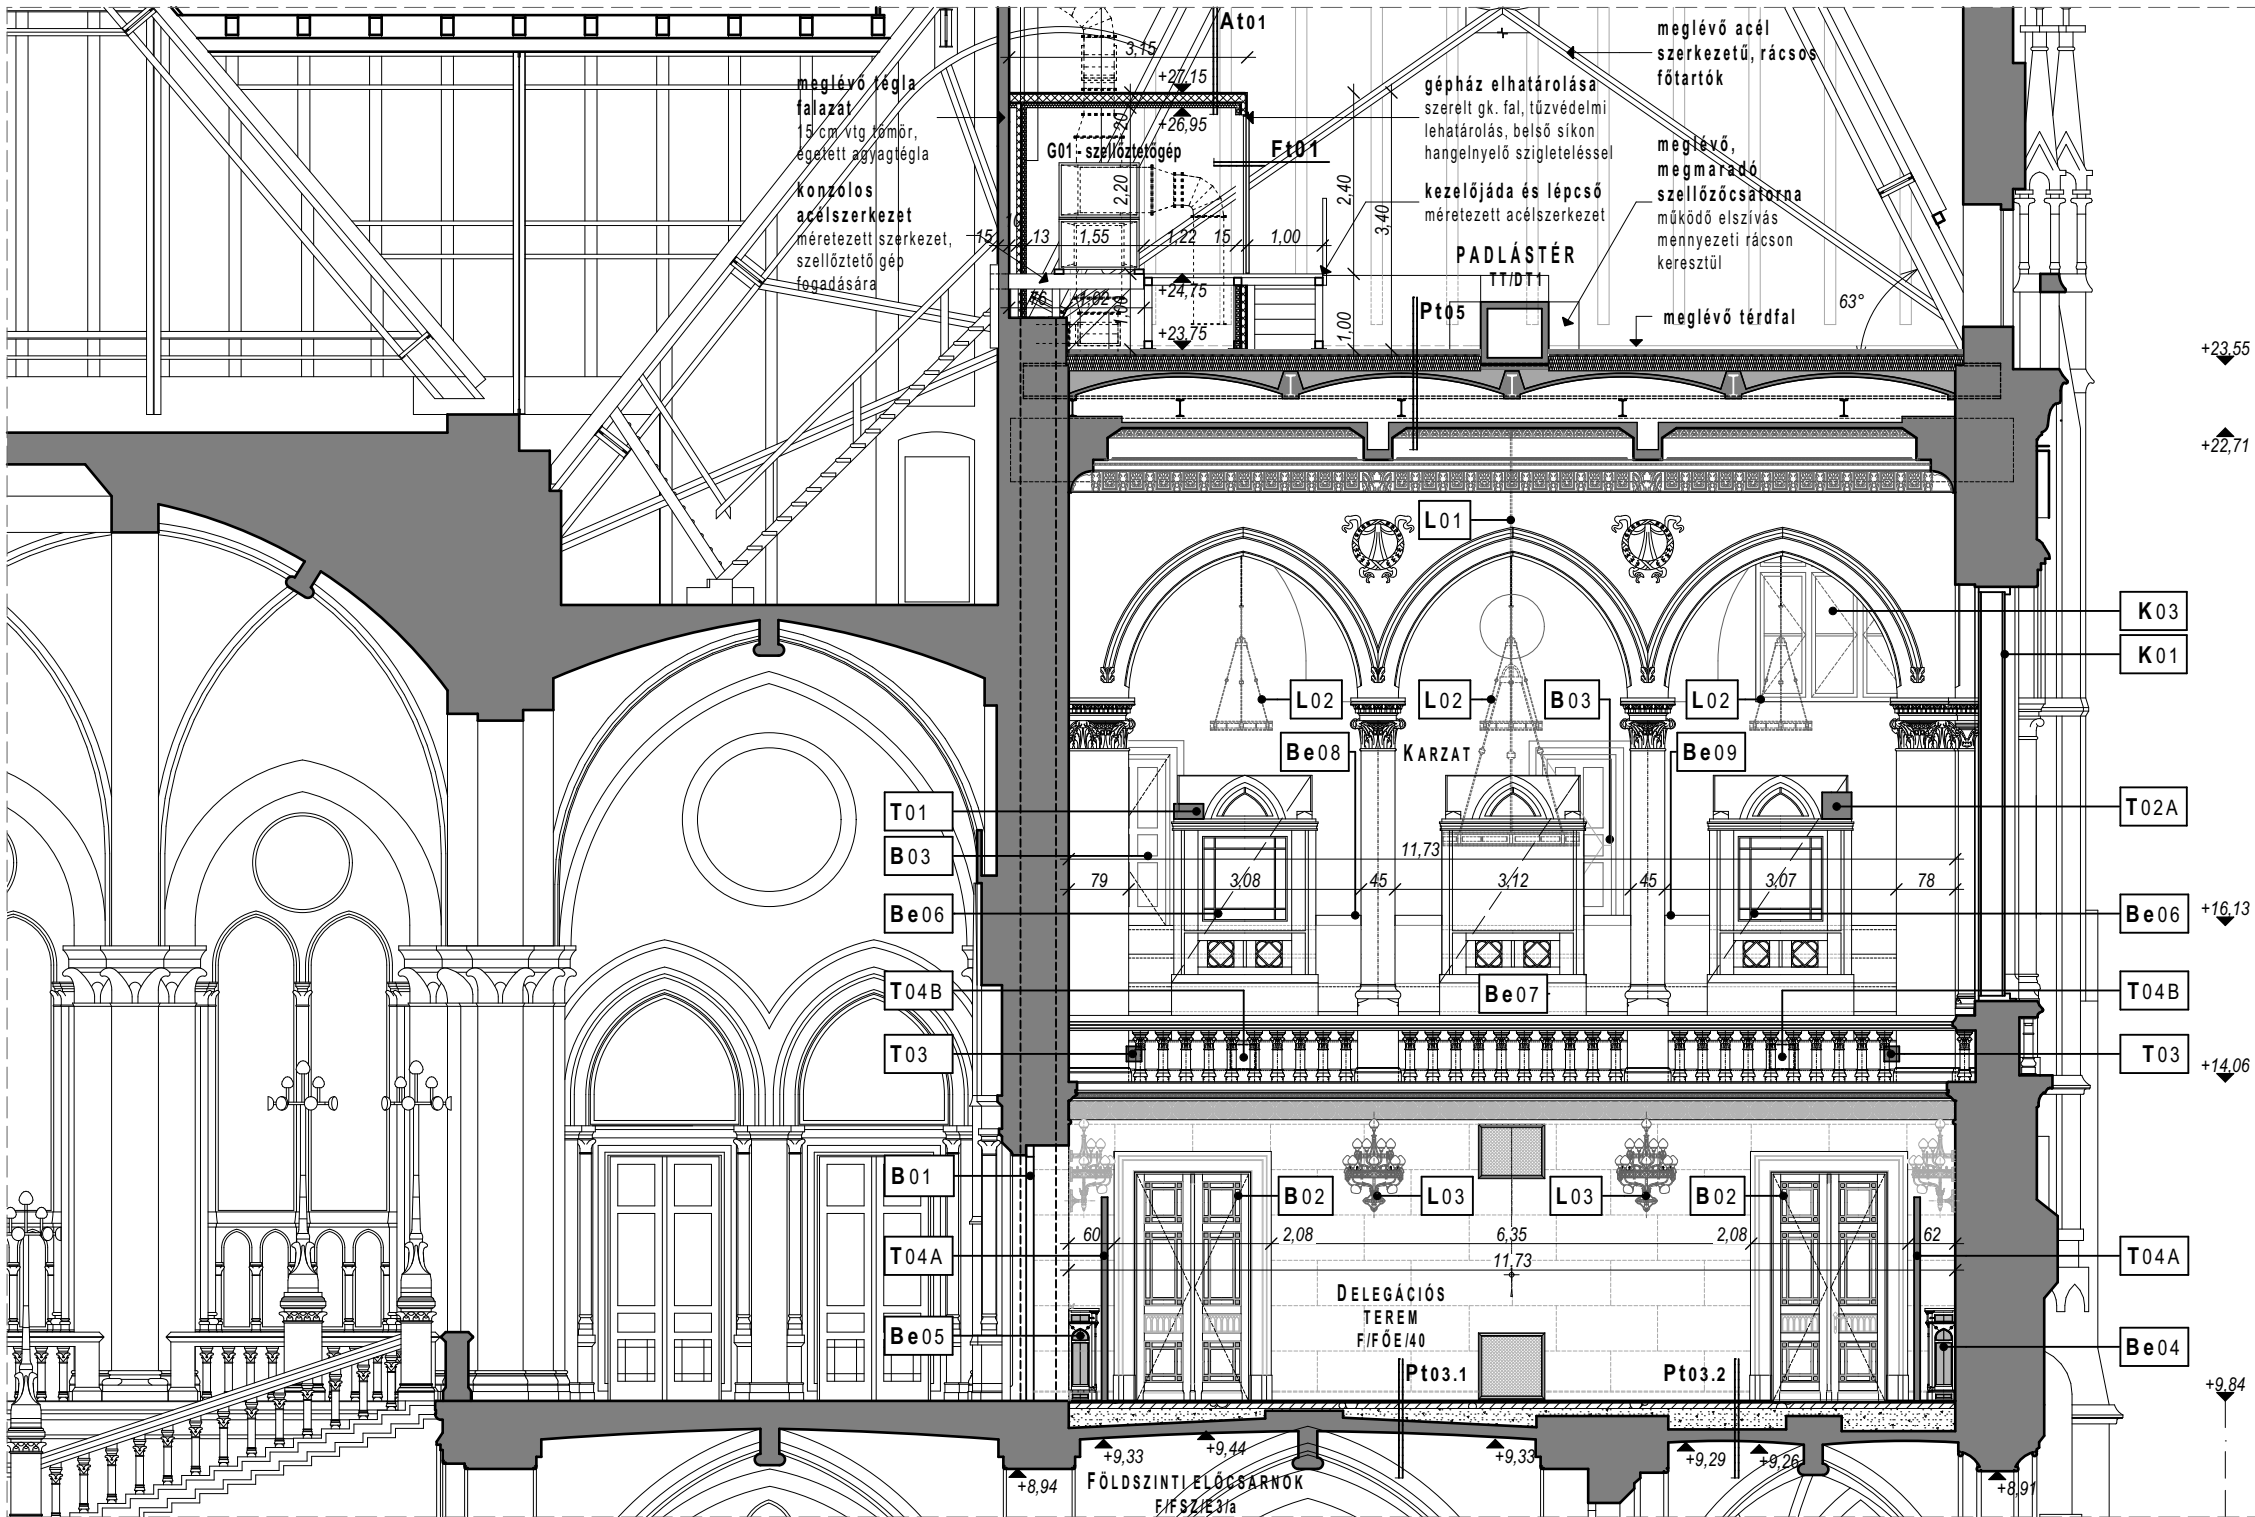 At01
meglévő acél
szerkezetű, rácsos
főtartók
3,15
+27,15
meglévő tégla
falazat
15 cm vtg tömör,
égetett agyagtégla
gépház elhatárolása
szerelt gk. fal, tűzvédelmi
lehatárolás, belső síkon
hangelnyelő szigeteléssel
20
+26,95
G01 - szellőztetőgép
Ft01
meglévő,
megmaradó
szellőzőcsatorna
működő elszívás
mennyezeti rácson
keresztül
konzolos
acélszerkezet
méretezett szerkezet,
szellőztető gép
fogadására
kezelőjáda és lépcső
méretezett acélszerkezet
2,20
2,40
3,40
15
13
1,55
1,22
15
1,00
PADLÁSTÉR
TT/DT1
+24,75
76
1,02
1,00
Pt05
63°
meglévő térdfal
+23,75
1,00
+23,55
+22,71
L01
K03
K01
L02
L02
B03
L02
Be08
KARZAT
Be09
T01
T02A
B03
11,73
79
3,08
45
3,12
45
3,07
78
Be06
Be06
+16,13
T04B
Be07
T04B
T03
T03
+14,06
B01
B02
L03
L03
B02
T04A
60
2,08
6,35
2,08
62
T04A
11,73
DELEGÁCIÓS
TEREM
F/FŐE/40
Be05
Be04
Pt03.1
Pt03.2
+9,84
+9,33
+9,44
+9,33
+9,29
+9,26
+8,94
FÖLDSZINTI ELŐCSARNOK
F/FSZ/E3/a
+8,91